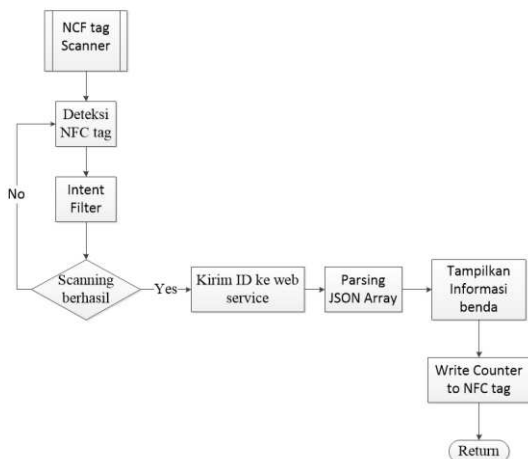 NCF tag
Scanner
Deteksi
NFC tag
No
Intent
Filter
Scanning
berhasil
Yes
Kirim ID ke web
service
Parsing
JSON Array
Tampilkan
Informasi
benda
Write Counter
to NFC tag
Return